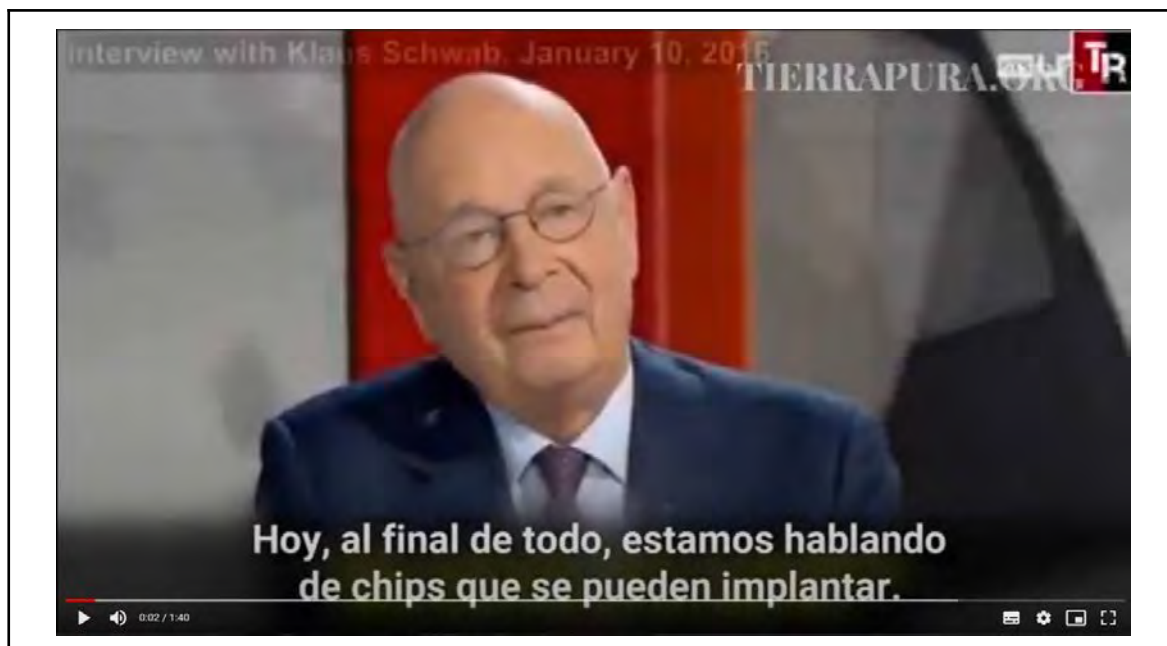 Interview with Klaus Schwab, January 10, 2016
TIERRAPURA.ORG
TR
Hoy, al final de todo, estamos hablando
de chips que se pueden implantar.
0:02 / 1:40